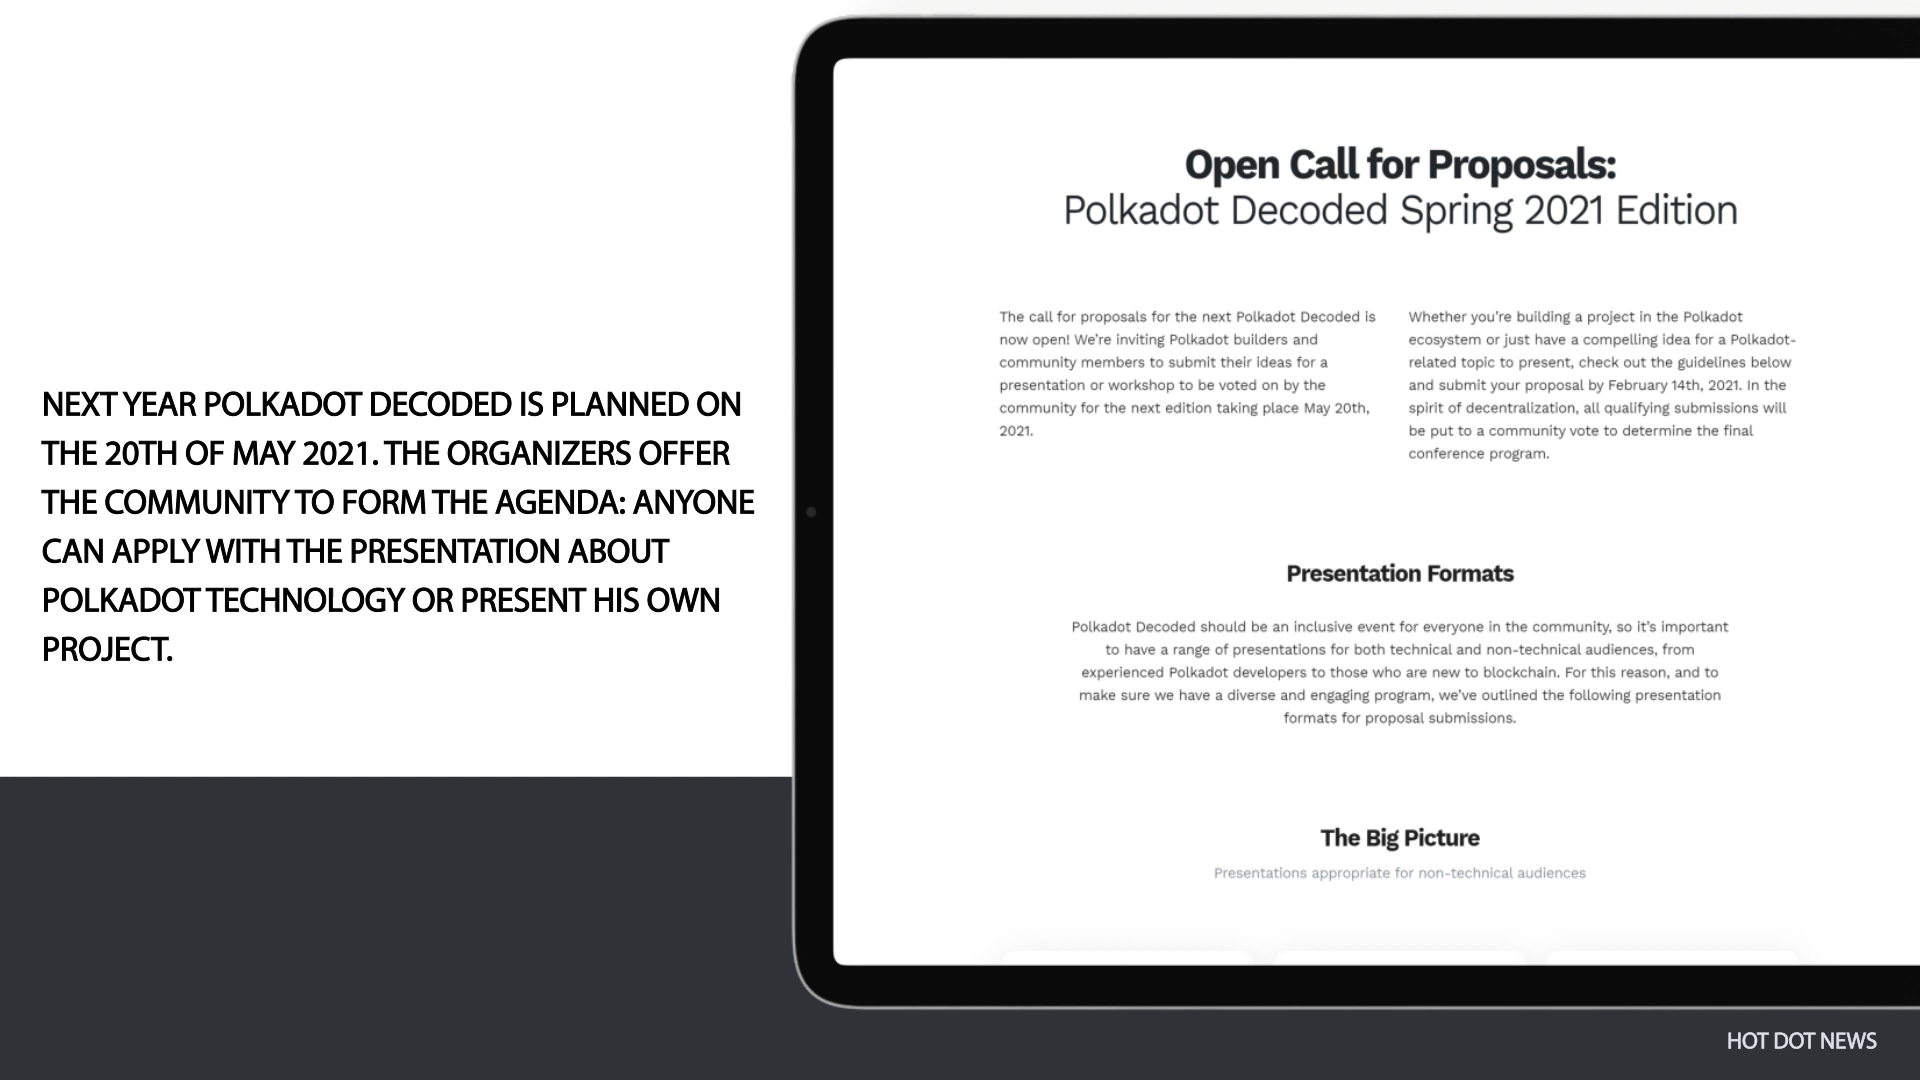 NEXT YEAR POLKADOT DECODED IS PLANNED ON
THE 20TH OF MAY 2021. THE ORGANIZERS OFFER
THE COMMUNITY TO FORM THE AGENDA: ANYONE
CAN APPLY WITH THE PRESENTATION ABOUT
POLKADOT TECHNOLOGY OR PRESENT HIS OWN
PROJECT.
Open Call for Proposals:
Polkadot Decoded Spring 2021 Edition
The call for proposals for the next Polkadot Decoded is
now open! We’re inviting Polkadot builders and
community members to submit their ideas for a
presentation or workshop to be voted on by the
community for the next edition taking place May 20th,
2021.
Whether you’re building a project in the Polkadot
ecosystem or just have a compelling idea for a Polkadot-
related topic to present, check out the guidelines below
and submit your proposal by February 14th, 2021. In the
spirit of decentralization, all qualifying submissions will
be put to a community vote to determine the final
conference program.
Presentation Formats
Polkadot Decoded should be an inclusive event for everyone in the community, so it’s important
to have a range of presentations for both technical and non-technical audiences, from
experienced Polkadot developers to those who are new to blockchain. For this reason, and to
make sure we have a diverse and engaging program, we’ve outlined the following presentation
formats for proposal submissions.
The Big Picture
Presentations appropriate for non-technical audiences
HOT DOT NEWS